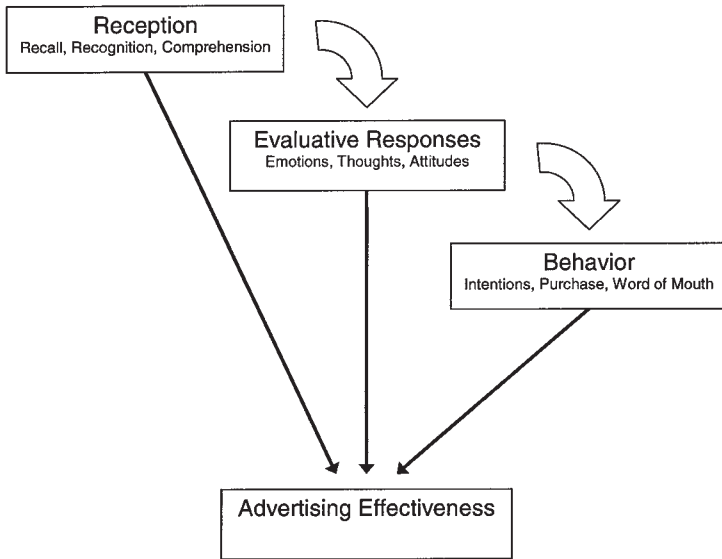 Reception
Recall, Recognition, Comprehension
Evaluative Responses
Emotions, Thoughts, Attitudes
Behavior
Intentions, Purchase, Word of Mouth
Advertising Effectiveness